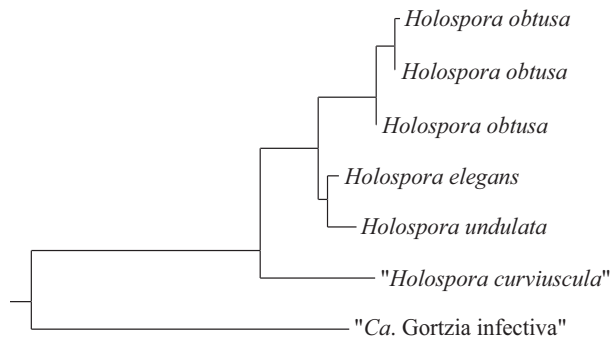 Holospora obtusa
Holospora obtusa
Holospora obtusa
Holospora elegans
Holospora undulata
"Holospora curviuscula"
"Ca. Gortzia infectiva"